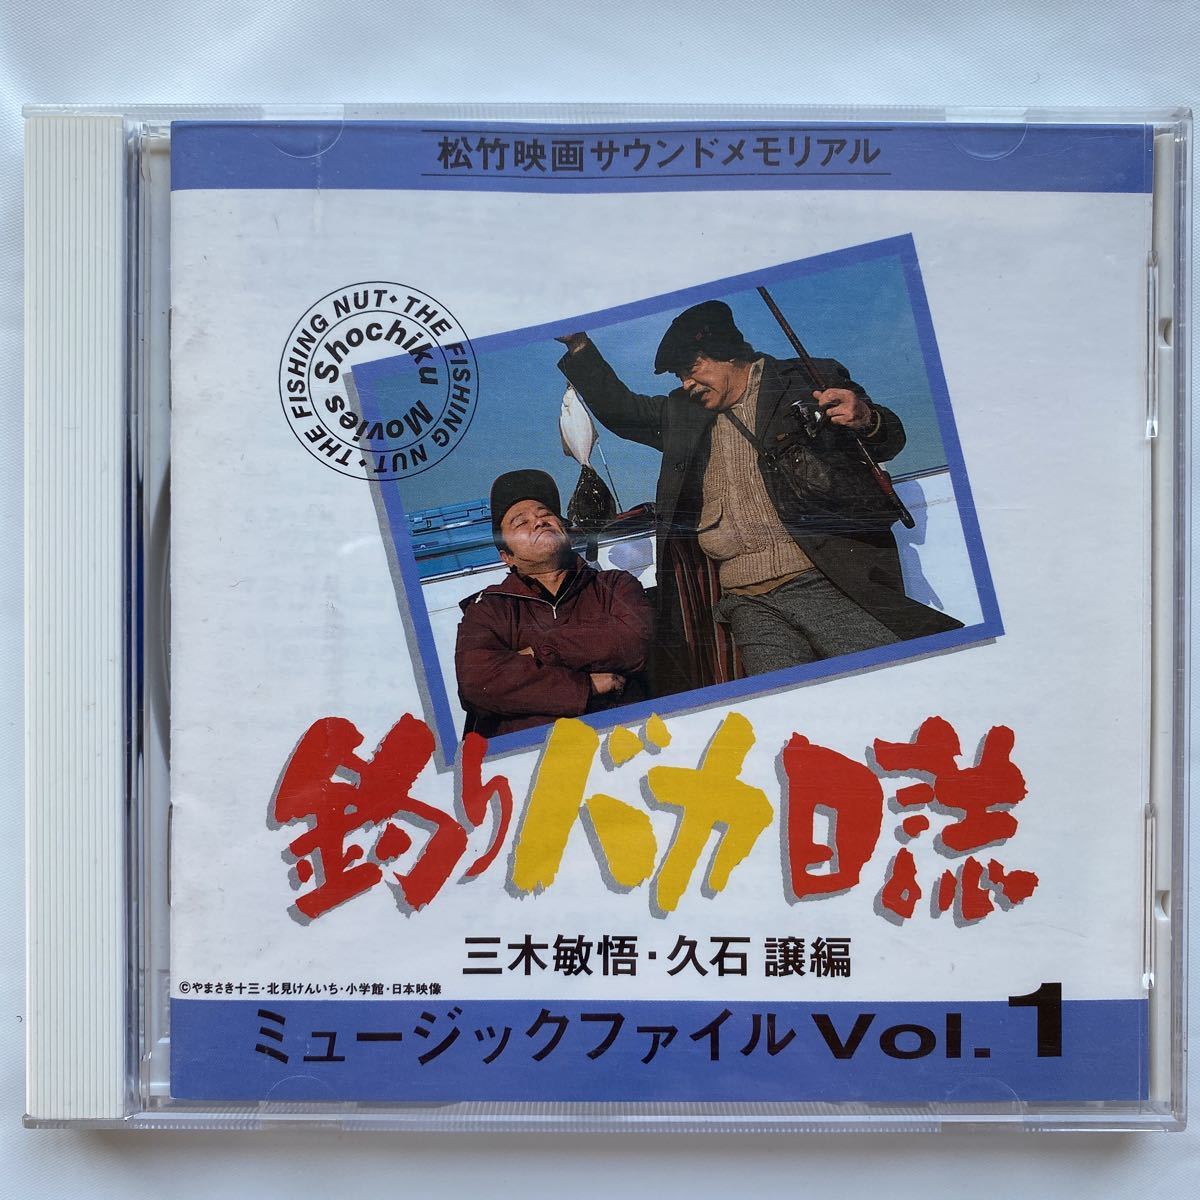 松竹映画サウンドメモリアル
THE FISHING NUT・THE FISHING NUT・
Shochiku Movies
釣りバカ日誌
三木敏悟・久石 譲編
©やまさき十三・北見けんいち・小学館・日本映像
ミュージックファイル Vol. 1